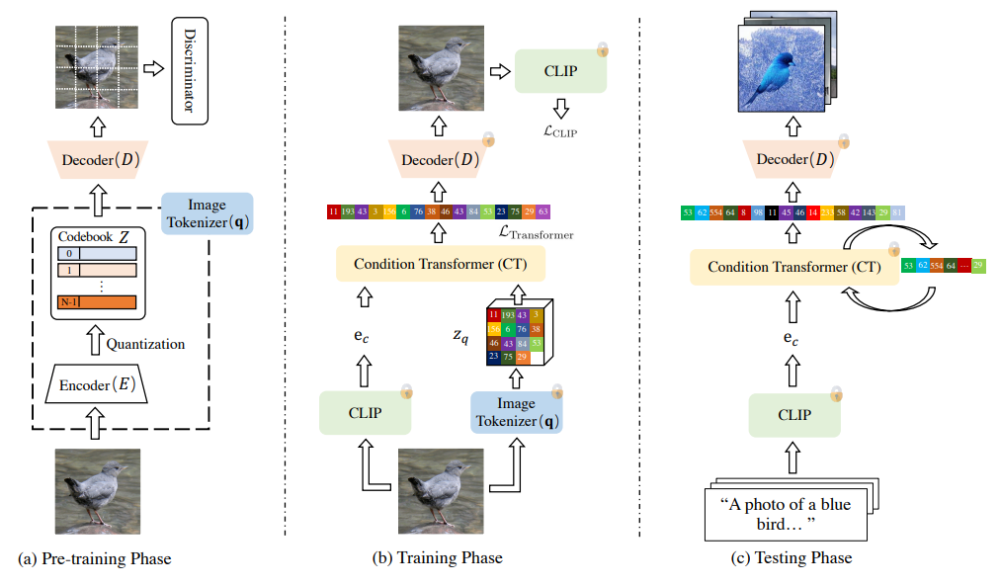 Discriminator
Decoder(D)
Image
Tokenizer(q)
Codebook Z
0
1
⋮
N-1
Quantization
Encoder(E)
(a) Pre-training Phase
CLIP
ℒCLIP
Decoder(D)
11 193 43 3 156 6 76 38 46 43 84 53 23 75 29 63
ℒTransformer
Condition Transformer (CT)
ec
Zq
11 193 43 3
156 6 76 38
46 43 84 53
23 75 29
CLIP
Image
Tokenizer(q)
(b) Training Phase
Decoder(D)
53 62 554 64 8 98 11 45 46 14 233 58 42 143 29 81
Condition Transformer (CT)
53 62 554 64 ... 29
ec
CLIP
“A photo of a blue
bird… ”
(c) Testing Phase